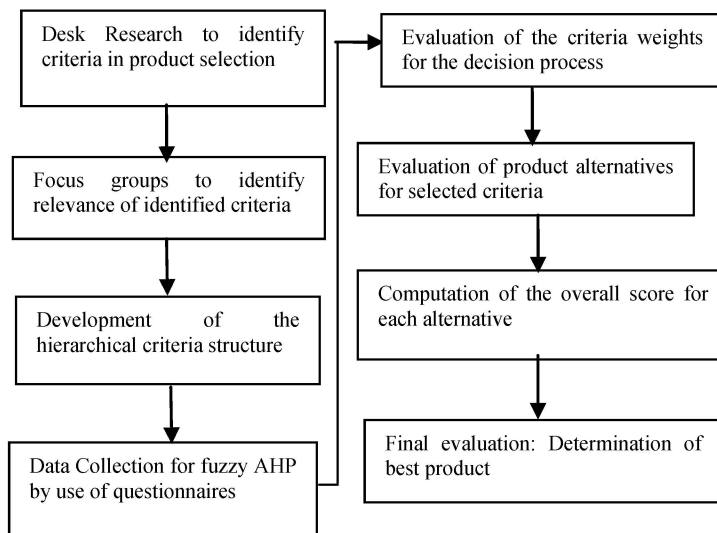 Desk Research to identify
criteria in product selection
Focus groups to identify
relevance of identified criteria
Development of the
hierarchical criteria structure
Data Collection for fuzzy AHP
by use of questionnaires
Evaluation of the criteria weights
for the decision process
Evaluation of product alternatives
for selected criteria
Computation of the overall score for
each alternative
Final evaluation: Determination of
best product